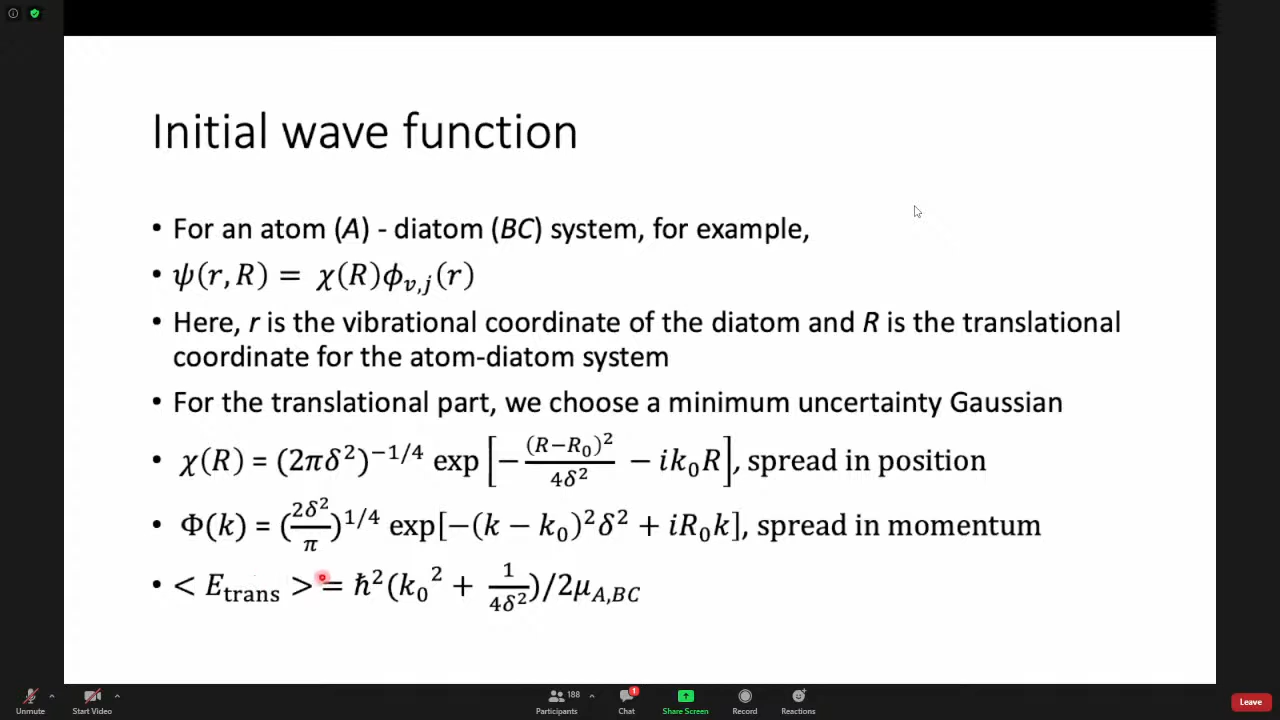 Initial wave function
• For an atom (A) - diatom (BC) system, for example,
• ψ(r, R) = χ(R)ϕ_{v,j}(r)
• Here, r is the vibrational coordinate of the diatom and R is the translational
coordinate for the atom-diatom system
• For the translational part, we choose a minimum uncertainty Gaussian
• χ(R) = (2πδ²)^{−1/4} exp[−(R−R₀)²/4δ² − ik₀R], spread in position
• Φ(k) = (2δ²/π)^{1/4} exp[−(k − k₀)²δ² + iR₀k], spread in momentum
• < E_{trans} > = ℏ²(k₀² + 1/4δ²)/2μ_{A,BC}
Unmute
Start Video
188
Participants
1
Chat
Share Screen
Record
Reactions
Leave